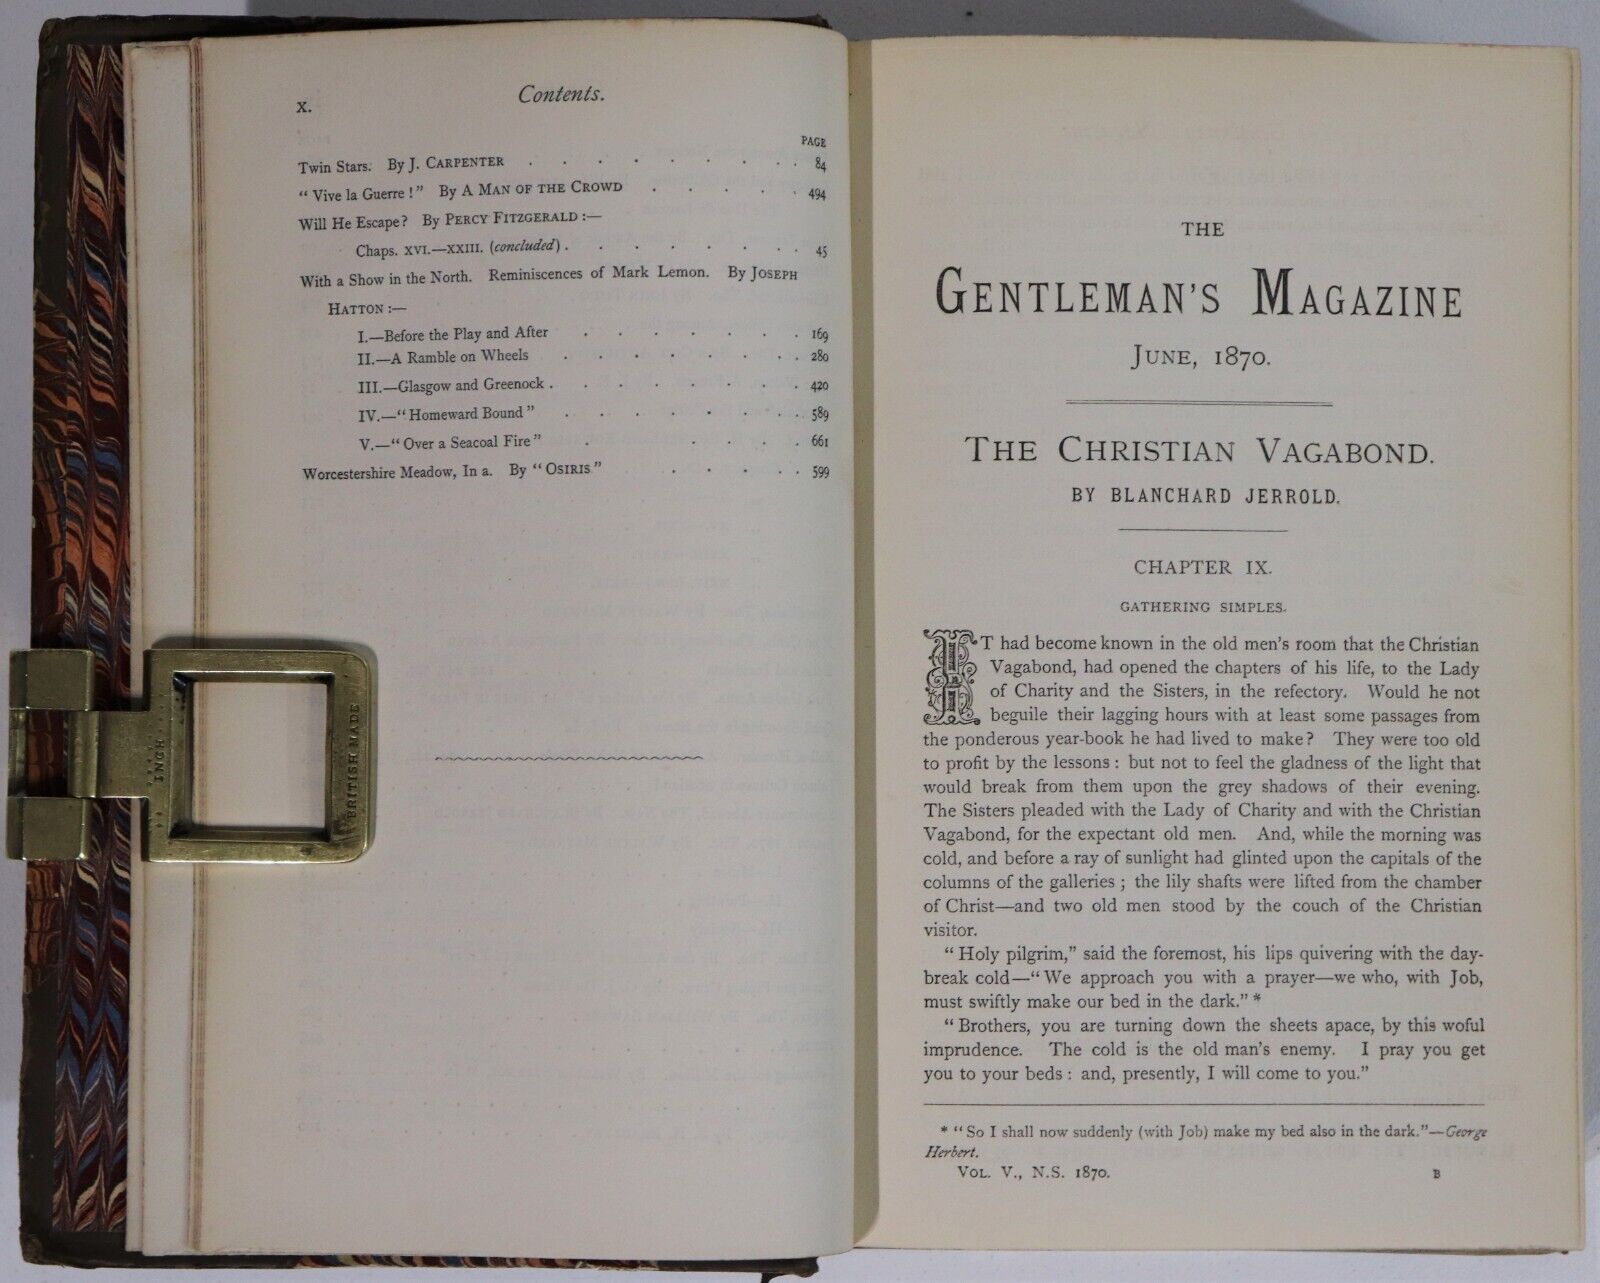 x.
Contents.
PAGE
Twin Stars. By J. CARPENTER . . . . . . . . . 84
" Vive la Guerre ! " By A MAN OF THE CROWD . . . . . 494
Will He Escape? By PERCY FITZGERALD :—
Chaps. XVI.—XXIII. (concluded) . . . . . . . . 45
With a Show in the North. Reminiscences of Mark Lemon. By JOSEPH
HATTON :—
I.—Before the Play and After . . . . . . . 169
II.—A Ramble on Wheels . . . . . . . . 280
III.—Glasgow and Greenock . . . . . . . . 420
IV.—" Homeward Bound " . . . . . . . . 589
V.—" Over a Seacoal Fire " . . . . . 661
Worcestershire Meadow, In a. By " OSIRIS " . . . . 599
INGH
BRITISH MADE
THE
GENTLEMAN'S MAGAZINE
JUNE, 1870.
THE CHRISTIAN VAGABOND.
BY BLANCHARD JERROLD.
CHAPTER IX.
GATHERING SIMPLES.
IT had become known in the old men's room that the Christian
Vagabond, had opened the chapters of his life, to the Lady
of Charity and the Sisters, in the refectory. Would he not
beguile their lagging hours with at least some passages from
the ponderous year-book he had lived to make? They were too old
to profit by the lessons : but not to feel the gladness of the light that
would break from them upon the grey shadows of their evening.
The Sisters pleaded with the Lady of Charity and with the Christian
Vagabond, for the expectant old men. And, while the morning was
cold, and before a ray of sunlight had glinted upon the capitals of the
columns of the galleries ; the lily shafts were lifted from the chamber
of Christ—and two old men stood by the couch of the Christian
visitor.
" Holy pilgrim," said the foremost, his lips quivering with the day-
break cold—" We approach you with a prayer—we who, with Job,
must swiftly make our bed in the dark." *
" Brothers, you are turning down the sheets apace, by this woful
imprudence. The cold is the old man's enemy. I pray you get
you to your beds : and, presently, I will come to you."
* " So I shall now suddenly (with Job) make my bed also in the dark."—George
Herbert.
VOL. V., N.S. 1870. B